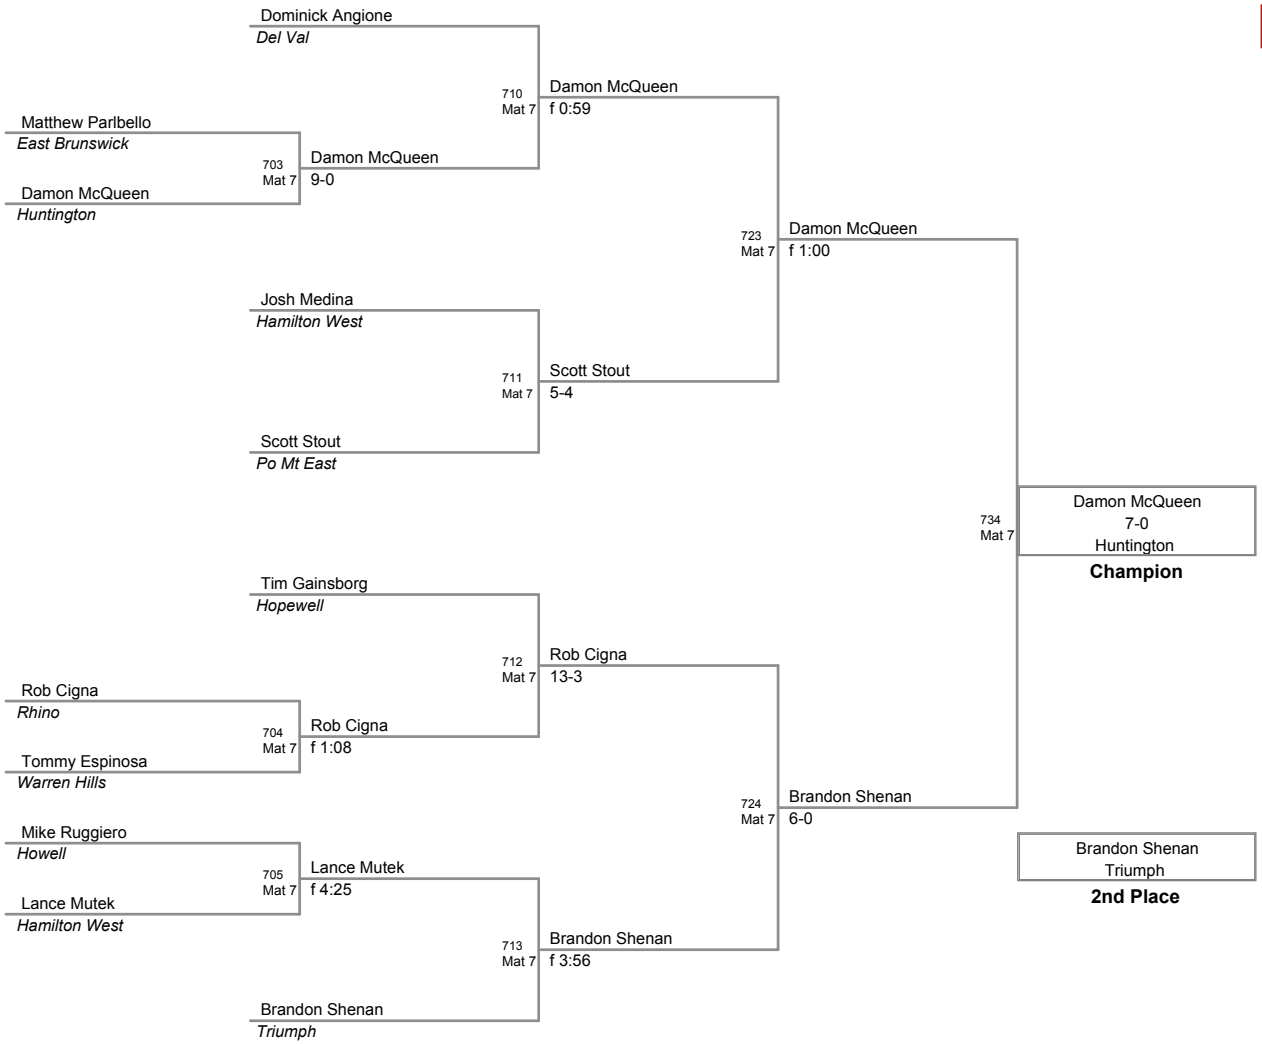 Dominick Angione
Del Val
710
Mat 7
Damon McQueen
f 0:59
Matthew Parlbello
East Brunswick
703
Mat 7
Damon McQueen
9-0
Damon McQueen
Huntington
723
Mat 7
Damon McQueen
f 1:00
Josh Medina
Hamilton West
711
Mat 7
Scott Stout
5-4
Scott Stout
Po Mt East
734
Mat 7
Damon McQueen
7-0
Huntington
Champion
Tim Gainsborg
Hopewell
712
Mat 7
Rob Cigna
13-3
Rob Cigna
Rhino
704
Mat 7
Rob Cigna
f 1:08
Tommy Espinosa
Warren Hills
724
Mat 7
Brandon Shenan
6-0
Mike Ruggiero
Howell
705
Mat 7
Lance Mutek
f 4:25
Lance Mutek
Hamilton West
Brandon Shenan
Triumph
2nd Place
713
Mat 7
Brandon Shenan
f 3:56
Brandon Shenan
Triumph